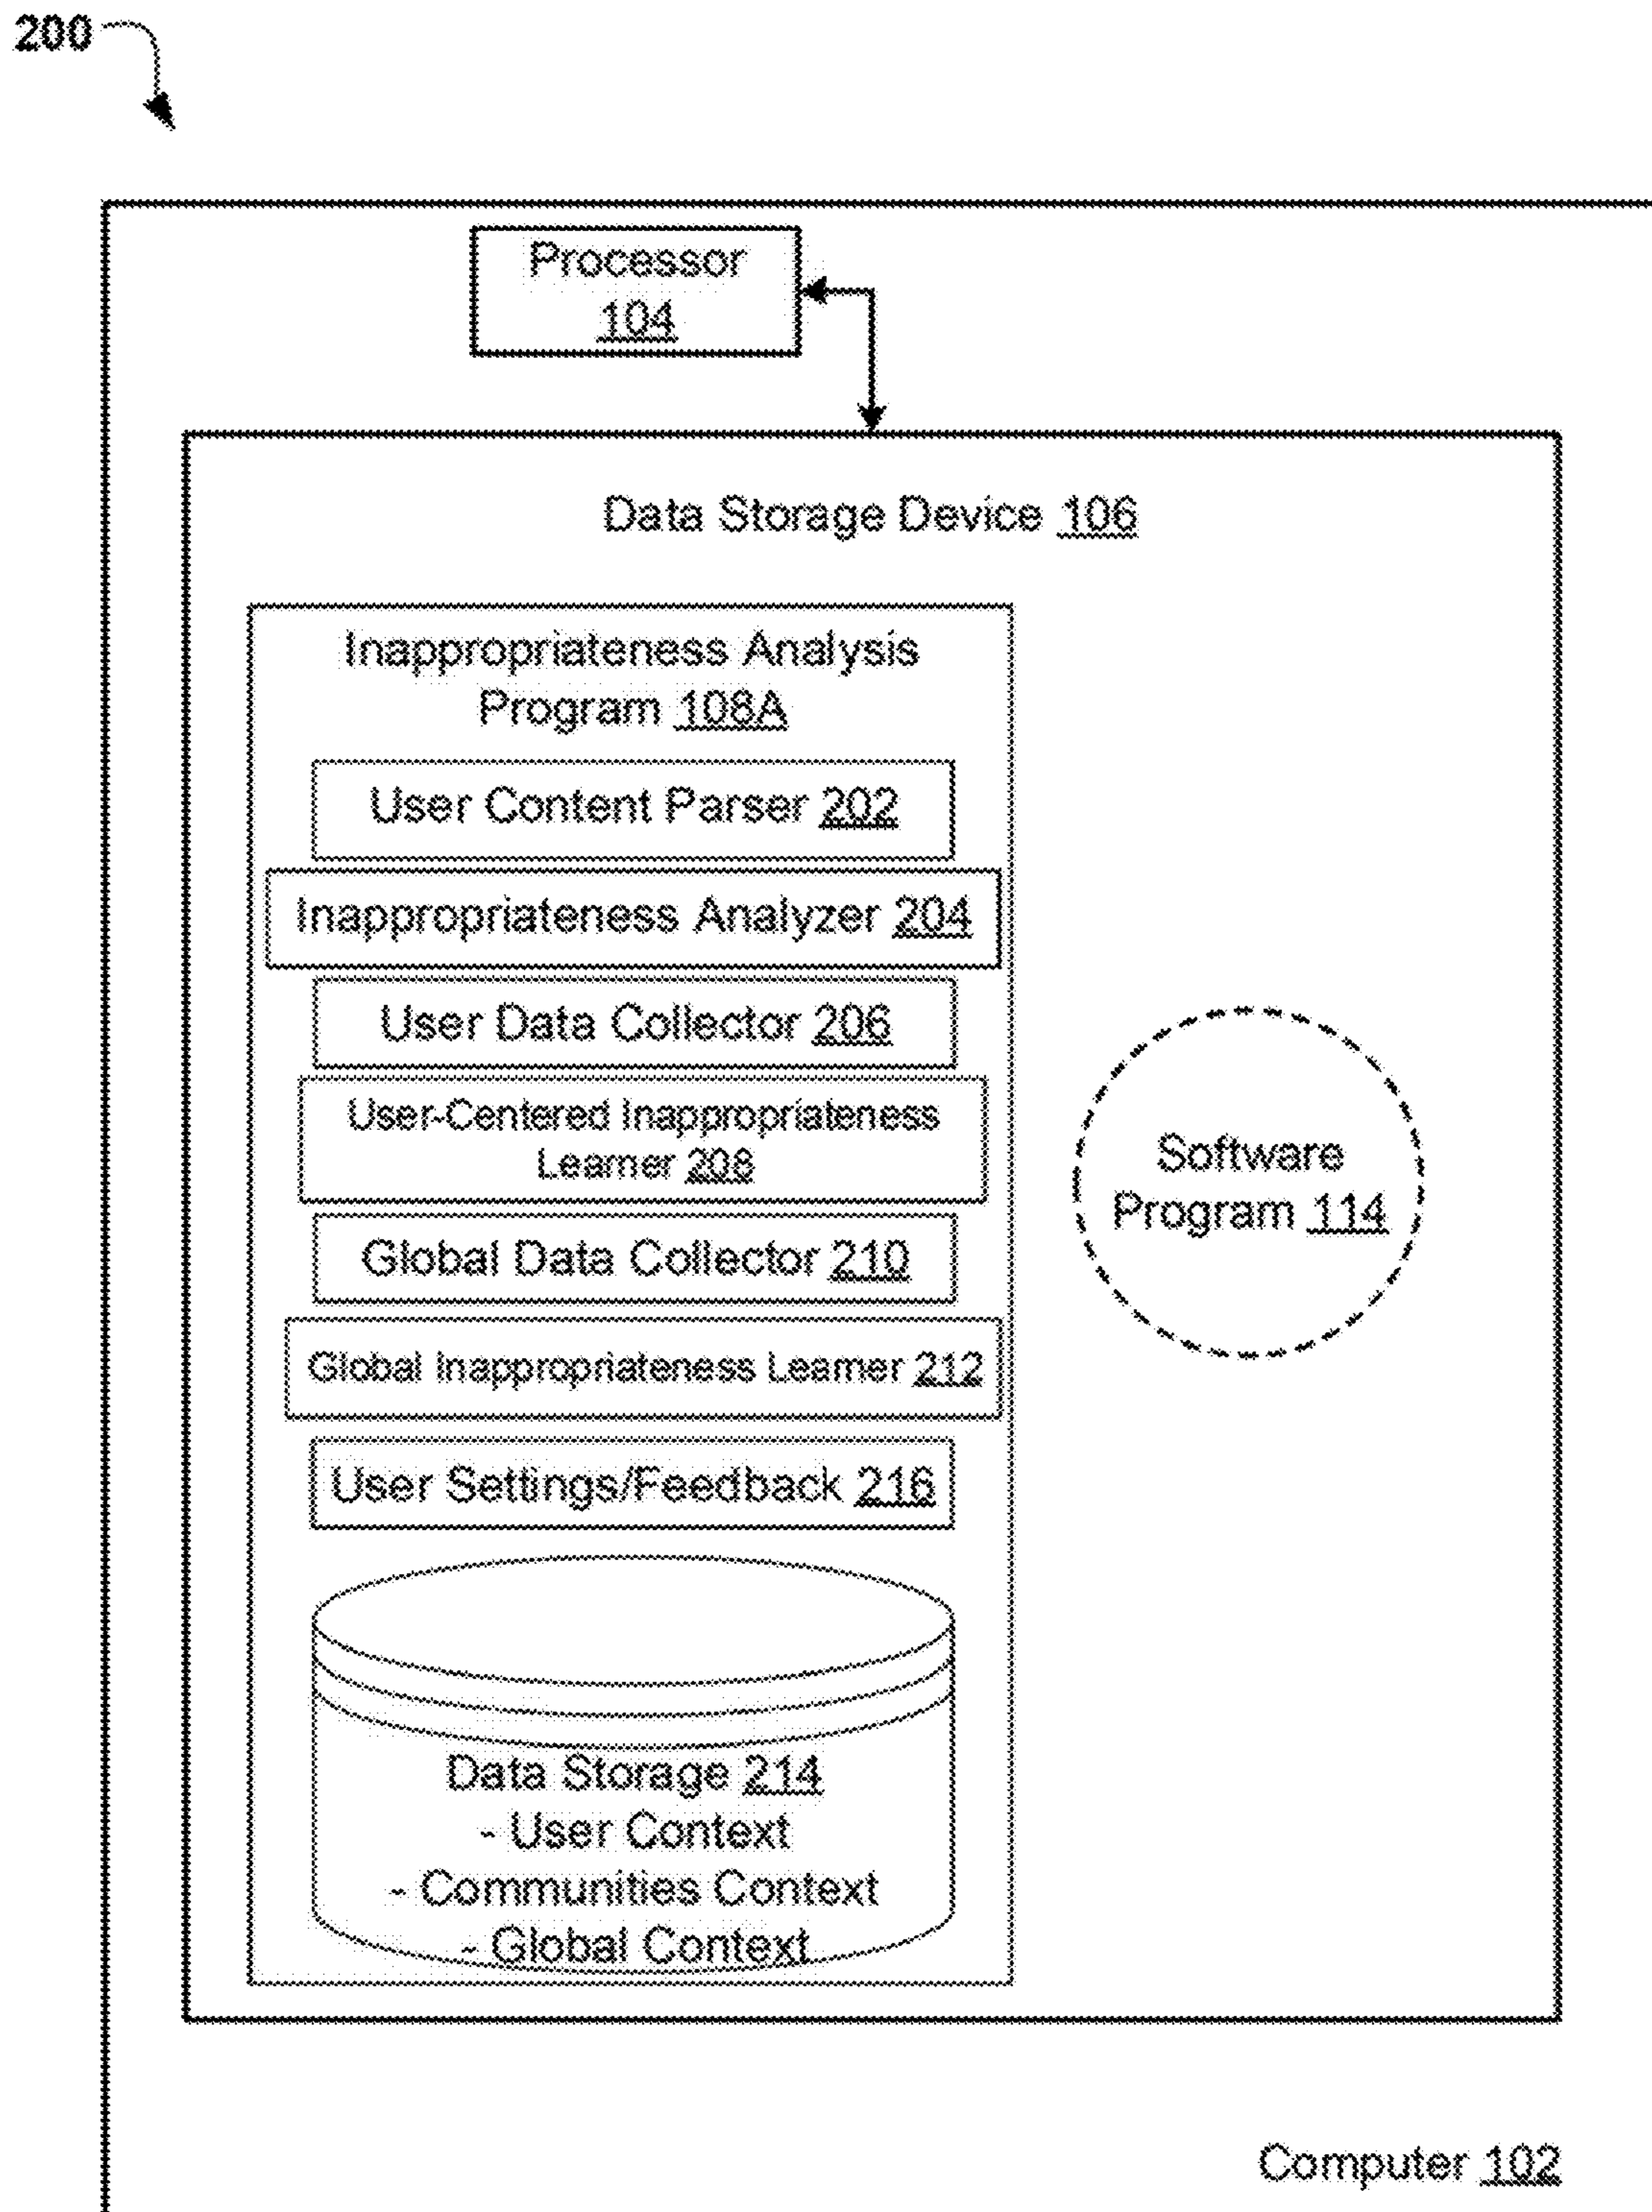 200
Processor
104
Data Storage Device 106
Inappropriateness Analysis
Program 108A
User Content Parser 202
Inappropriateness Analyzer 204
User Data Collector 206
User-Centered Inappropriateness
Learner 208
Global Data Collector 210
Global Inappropriateness Learner 212
User Settings/Feedback 216
Data Storage 214
- User Context
- Communities Context
- Global Context
Software
Program 114
Computer 102